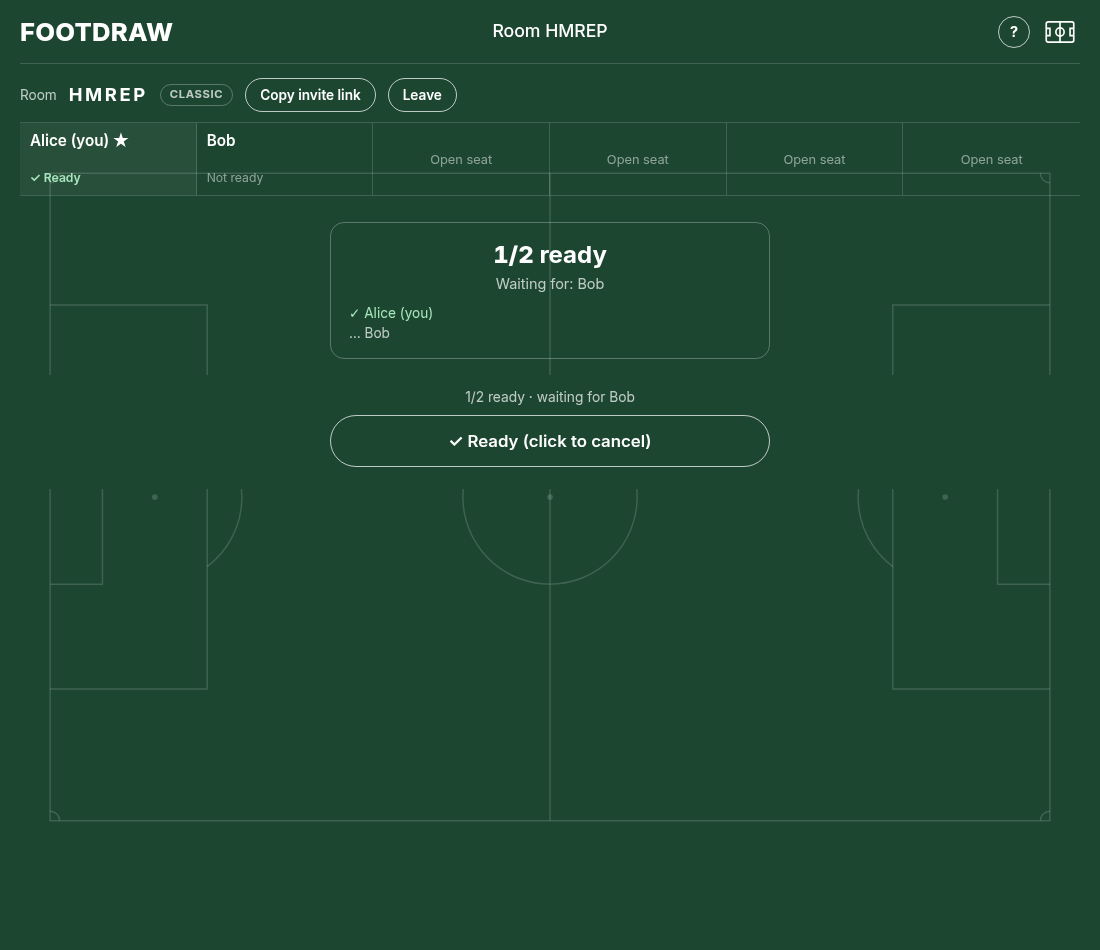 FOOTDRAW
Room HMREP
?
Room HMREP CLASSIC Copy invite link Leave
Alice (you) ★
✓ Ready
Bob
Not ready
Open seat
Open seat
Open seat
Open seat
1/2 ready
Waiting for: Bob
✓ Alice (you)
... Bob
1/2 ready · waiting for Bob
✓ Ready (click to cancel)